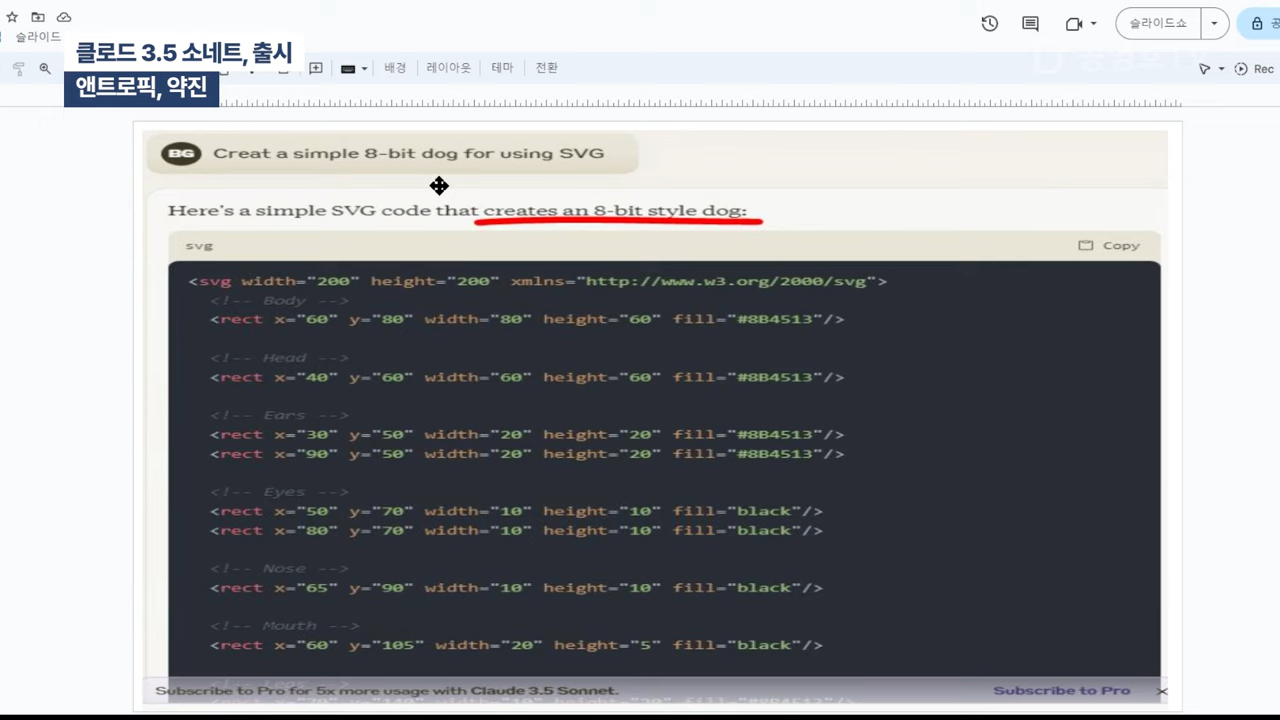 슬라이드
클로드 3.5 소네트, 출시
앤트로픽, 약진
슬라이드쇼
공
배경
레이아웃
테마
전환
Rec
BG
Creat a simple 8-bit dog for using SVG
Here's a simple SVG code that creates an 8-bit style dog:
svg
Copy
<svg width="200" height="200" xmlns="http://www.w3.org/2000/svg">
<!-- Body -->
<rect x="60" y="80" width="80" height="60" fill="#8B4513"/>
<!-- Head -->
<rect x="40" y="60" width="60" height="60" fill="#8B4513"/>
<!-- Ears -->
<rect x="30" y="50" width="20" height="20" fill="#8B4513"/>
<rect x="90" y="50" width="20" height="20" fill="#8B4513"/>
<!-- Eyes -->
<rect x="50" y="70" width="10" height="10" fill="black"/>
<rect x="80" y="70" width="10" height="10" fill="black"/>
<!-- Nose -->
<rect x="65" y="90" width="10" height="10" fill="black"/>
<!-- Mouth -->
<rect x="60" y="105" width="20" height="5" fill="black"/>
Subscribe to Pro for 5x more usage with Claude 3.5 Sonnet.
Subscribe to Pro